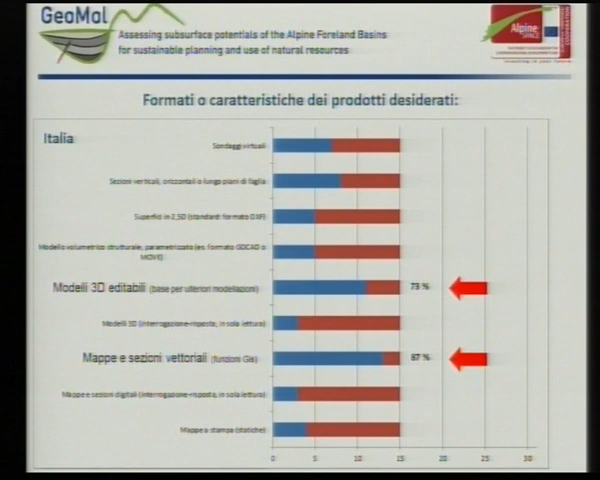 GeoMol
Assessing subsurface potentials of the Alpine Foreland Basins
for sustainable planning and use of natural resources
Alpine
SPACE
Formati o caratteristiche dei prodotti desiderati:
Italia
Sondaggi virtuali
Sezioni verticali, orizzontali o lungo piani di faglia
Superfici in 2,5D (standard: formato DXF)
Modello volumetrico strutturale, parametrizzato (es. formato GOCAD o
MOVE)
Modelli 3D editabili (base per ulteriori modellazioni)
73 %
Modelli 3D (interrogazione-risposta, in sola lettura)
Mappe e sezioni vettoriali (funzioni Gis)
87 %
Mappe e sezioni digitali (interrogazione-risposta, in sola lettura)
Mappe a stampa (statiche)
0 5 10 15 20 25 30